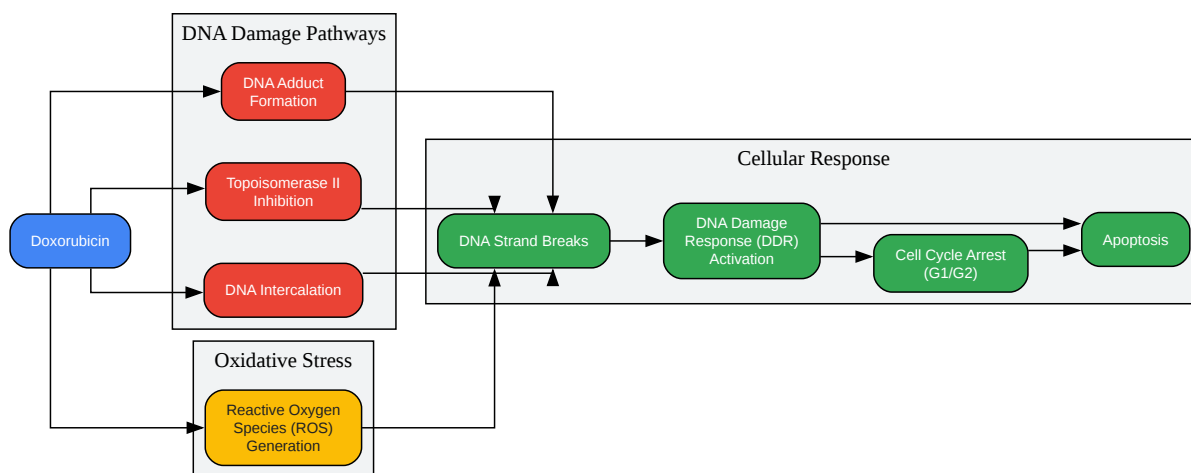 DNA Damage Pathways
DNA Adduct
Formation
Topoisomerase II
Inhibition
DNA Intercalation
Doxorubicin
Oxidative Stress
Reactive Oxygen
Species (ROS)
Generation
Cellular Response
DNA Strand Breaks
DNA Damage
Response (DDR)
Activation
Cell Cycle Arrest
(G1/G2)
Apoptosis